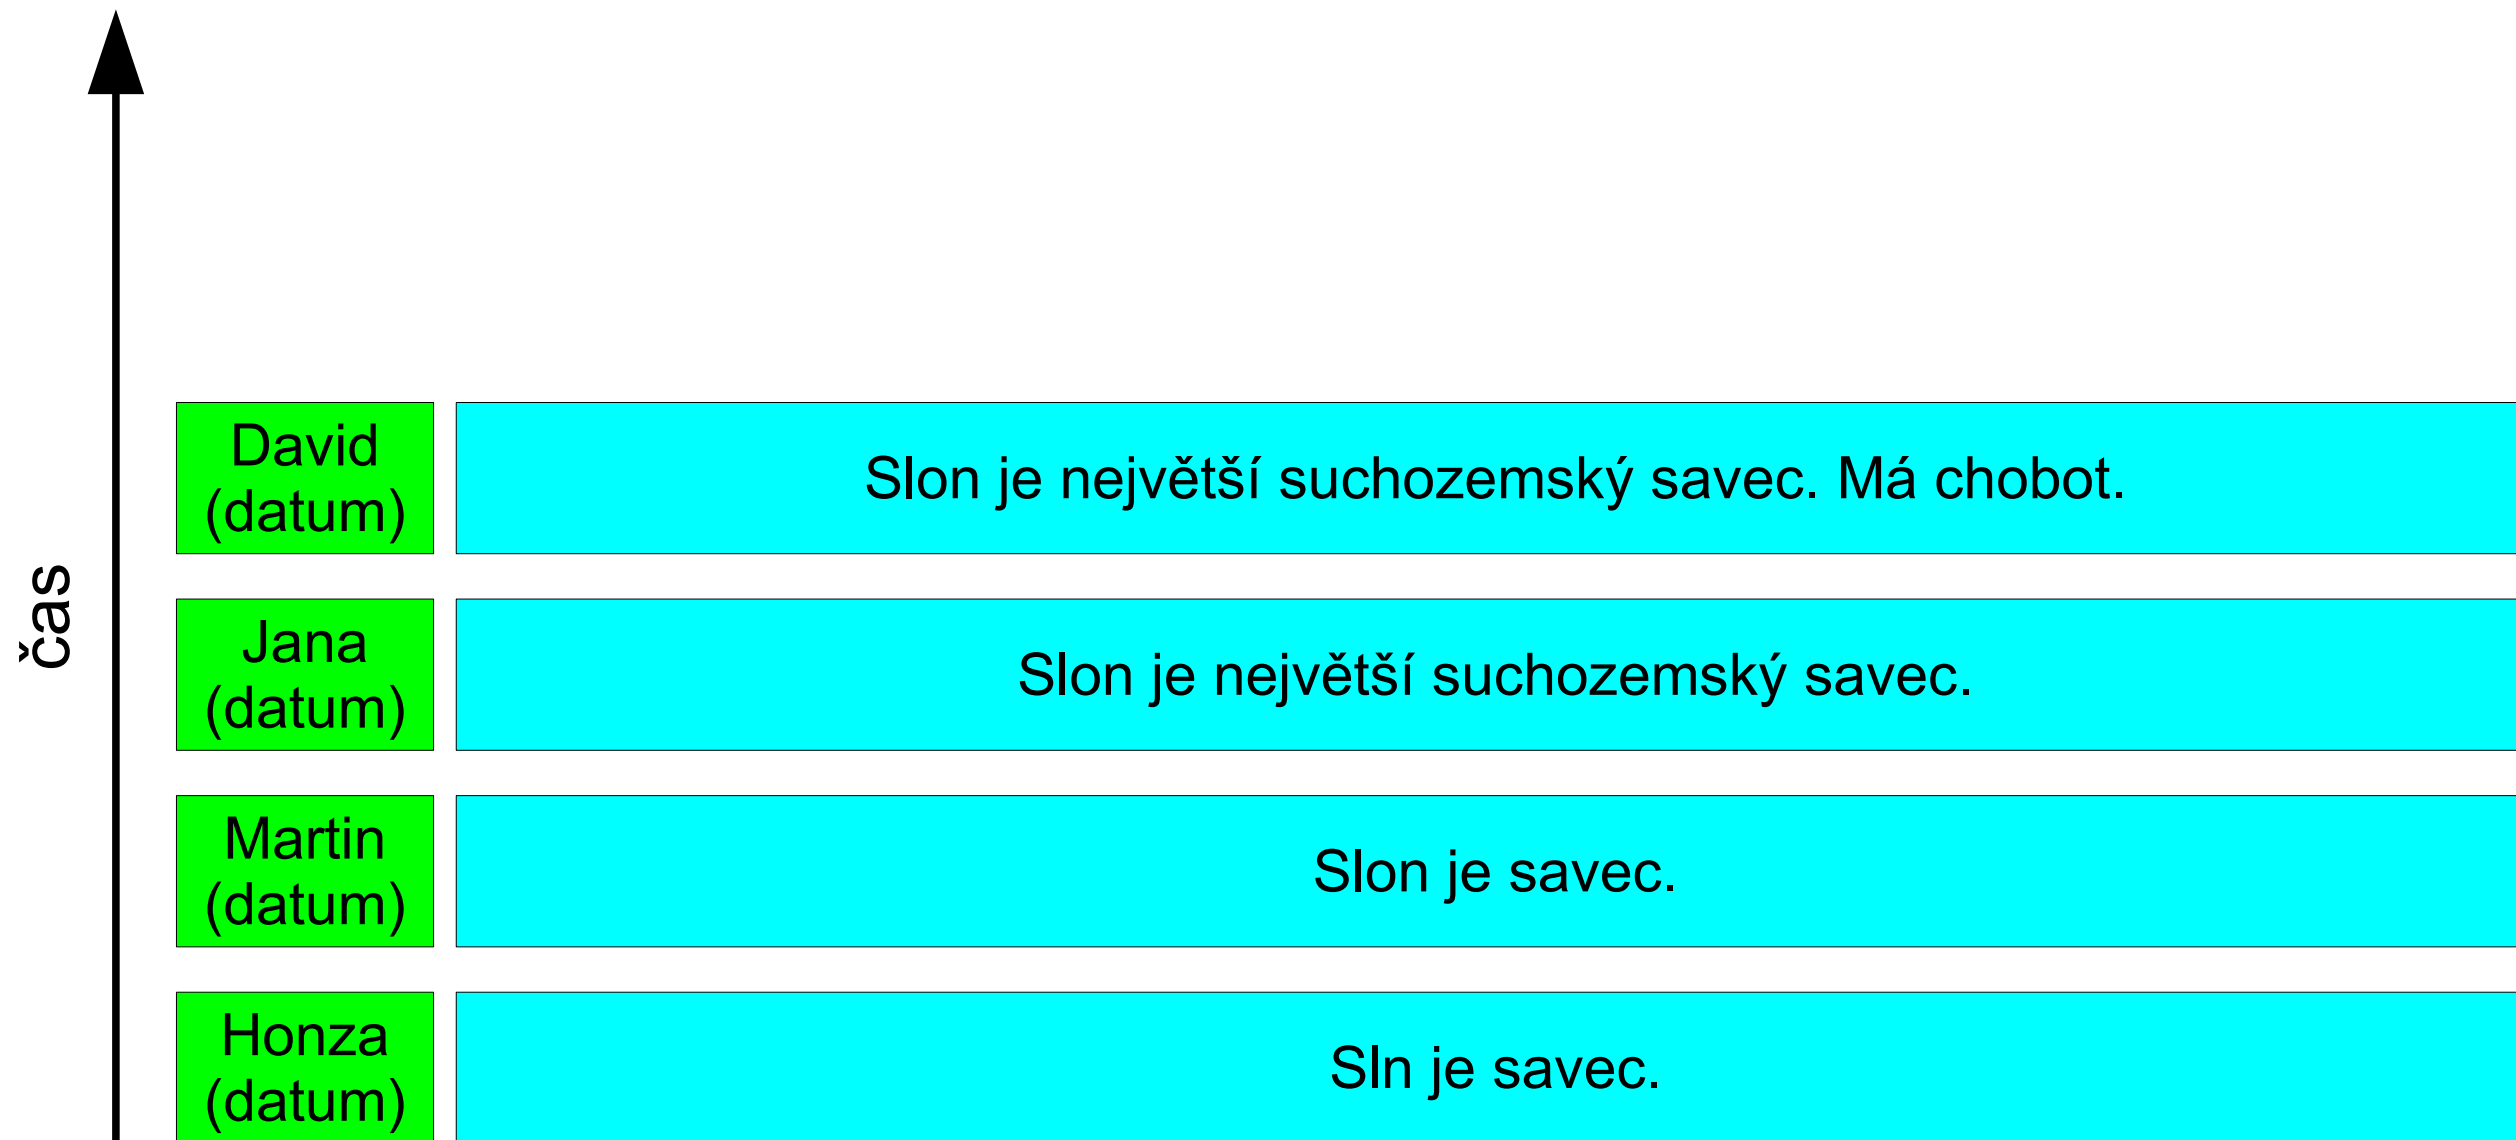 čas
David
(datum)
Slon je největší suchozemský savec. Má chobot.
Jana
(datum)
Slon je největší suchozemský savec.
Martin
(datum)
Slon je savec.
Honza
(datum)
Sln je savec.